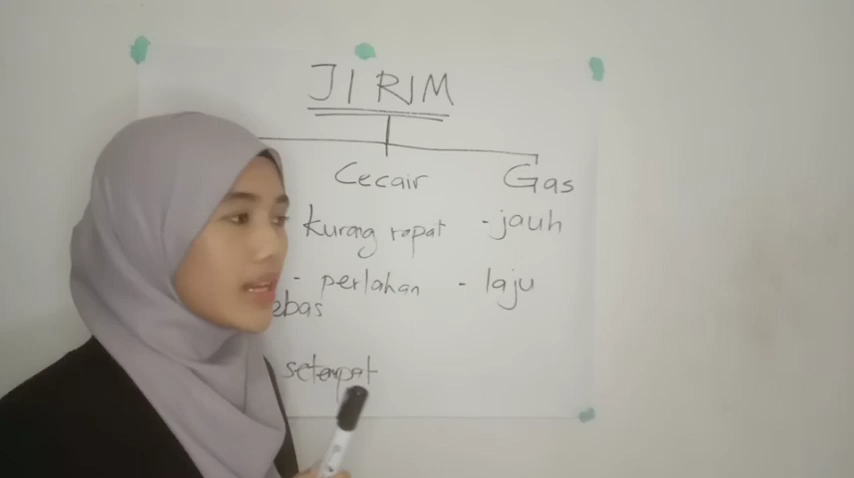 JIRIM
Cecair Gas
kurang rapat - jauh
- perlahan - laju
ebas
setempat